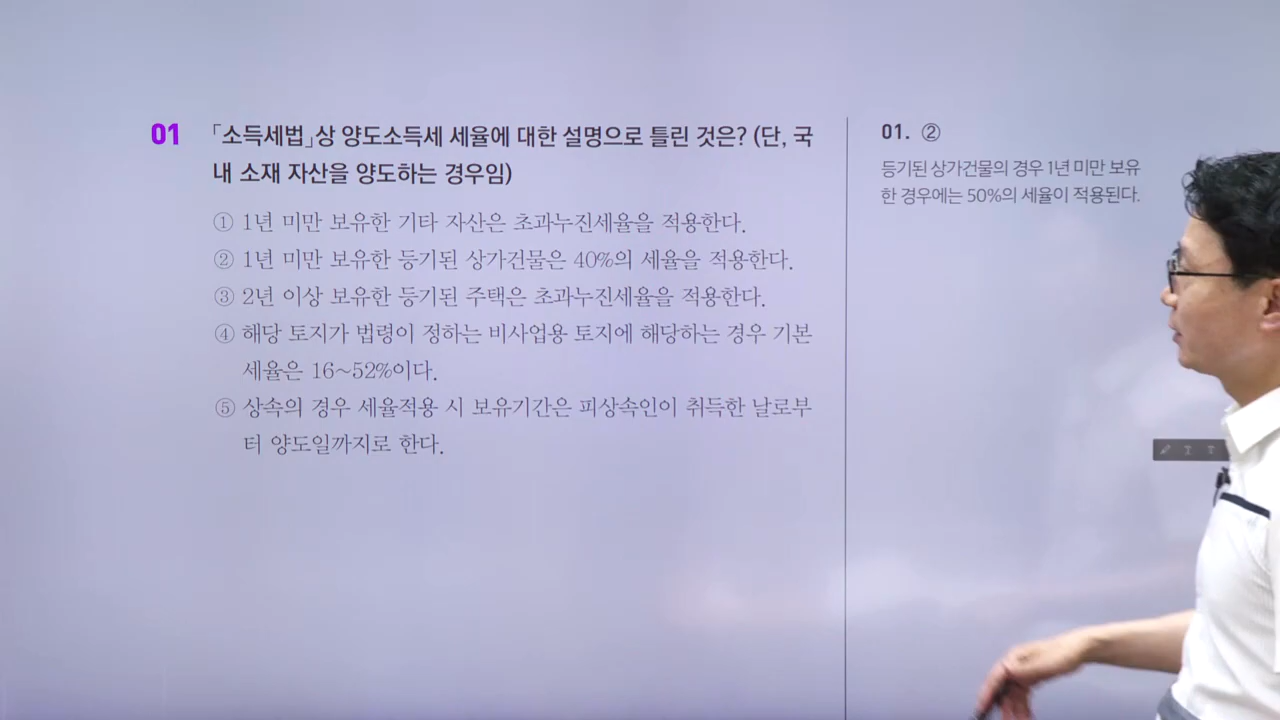 01 「소득세법」상 양도소득세 세율에 대한 설명으로 틀린 것은? (단, 국
내 소재 자산을 양도하는 경우임)
① 1년 미만 보유한 기타 자산은 초과누진세율을 적용한다.
② 1년 미만 보유한 등기된 상가건물은 40%의 세율을 적용한다.
③ 2년 이상 보유한 등기된 주택은 초과누진세율을 적용한다.
④ 해당 토지가 법령이 정하는 비사업용 토지에 해당하는 경우 기본
세율은 16~52%이다.
⑤ 상속의 경우 세율적용 시 보유기간은 피상속인이 취득한 날로부
터 양도일까지로 한다.
01. ②
등기된 상가건물의 경우 1년 미만 보유
한 경우에는 50%의 세율이 적용된다.